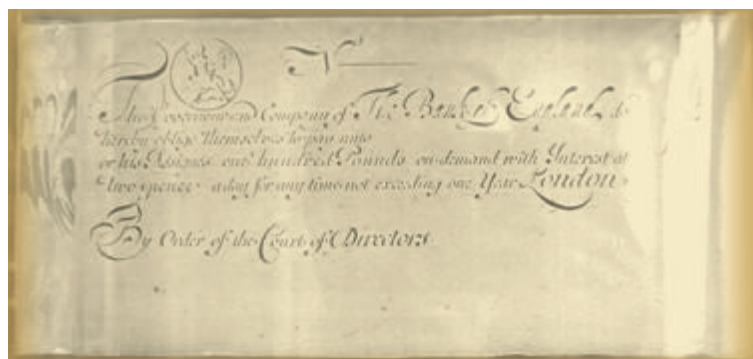 N
The Governour and Company of The Bank of England, do
hereby oblige themselves to pay unto
or his Assignes one hundred Pounds on demand with Interest at
two pence a day for any time not exceeding one Year London
By Order of the Court of Directors